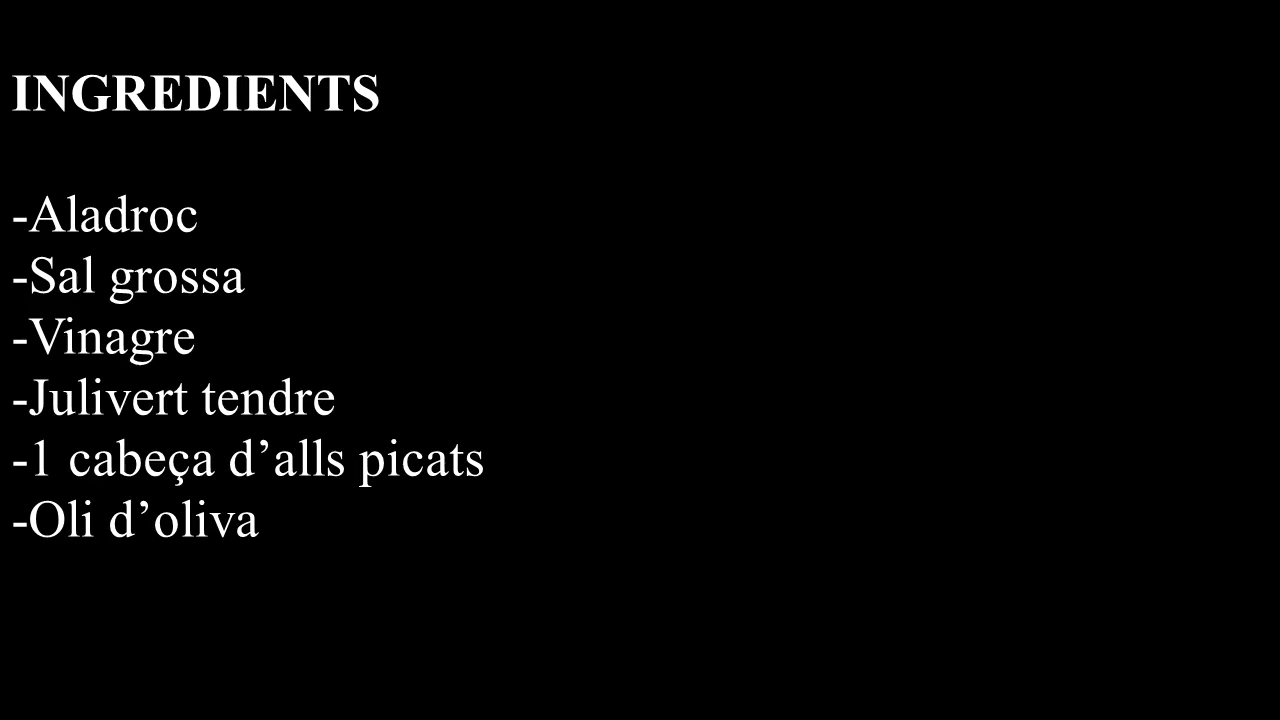 INGREDIENTS
-Aladroc
-Sal grossa
-Vinagre
-Julivert tendre
-1 cabeça d’alls picats
-Oli d’oliva